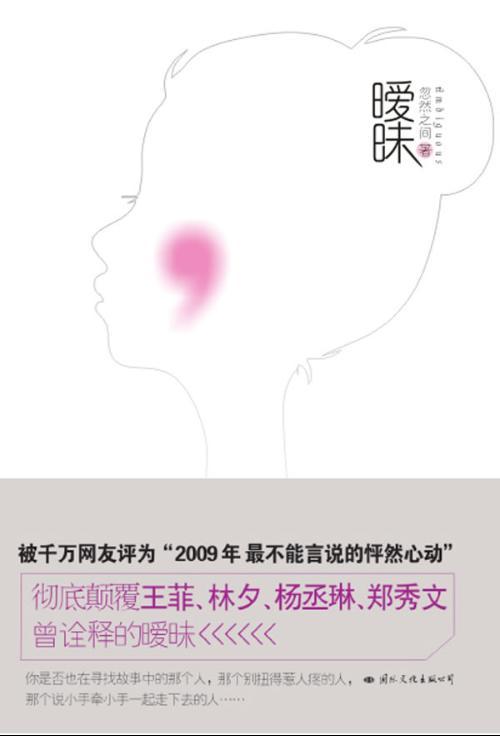 暧昧
忽然之间 著
ambiguous
被千万网友评为“2009年 最不能言说的怦然心动”
彻底颠覆王菲、林夕、杨丞琳、郑秀文
曾诠释的暧昧<<<<<<
你是否也在寻找故事中的那个人，那个别扭得惹人疼的人，
那个说小手牵小手一起走下去的人……
国际文化出版公司